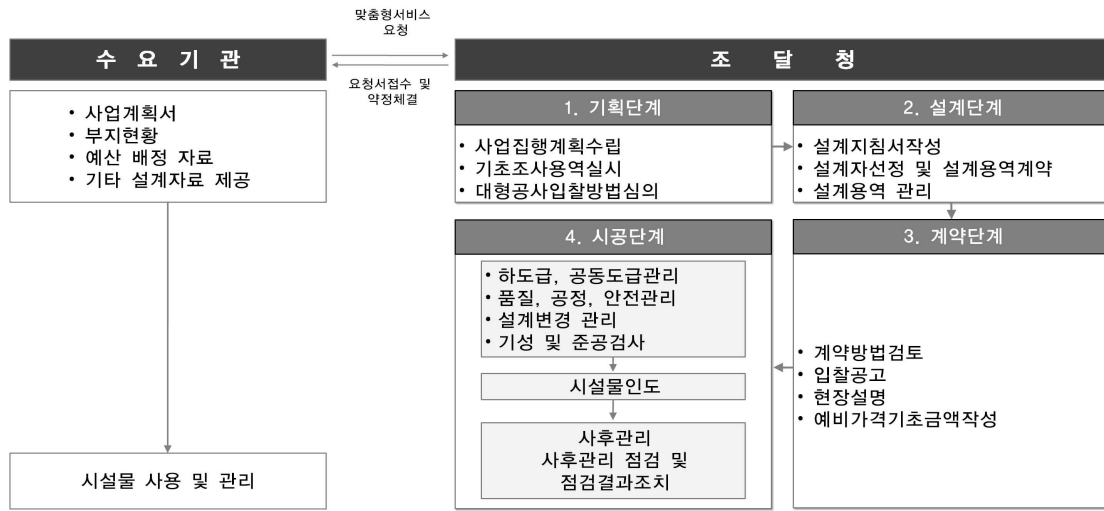 맞춤형서비스
요청
수 요 기 관
조 달 청
요청서접수 및
약정체결
• 사업계획서
• 부지현황
• 예산 배정 자료
• 기타 설계자료 제공
시설물 사용 및 관리
1. 기획단계
• 사업집행계획수립
• 기초조사용역실시
• 대형공사입찰방법심의
2. 설계단계
• 설계지침서작성
• 설계자선정 및 설계용역계약
• 설계용역 관리
3. 계약단계
• 계약방법검토
• 입찰공고
• 현장설명
• 예비가격기초금액작성
4. 시공단계
• 하도급, 공동도급관리
• 품질, 공정, 안전관리
• 설계변경 관리
• 기성 및 준공검사
시설물인도
사후관리
사후관리 점검 및
점검결과조치